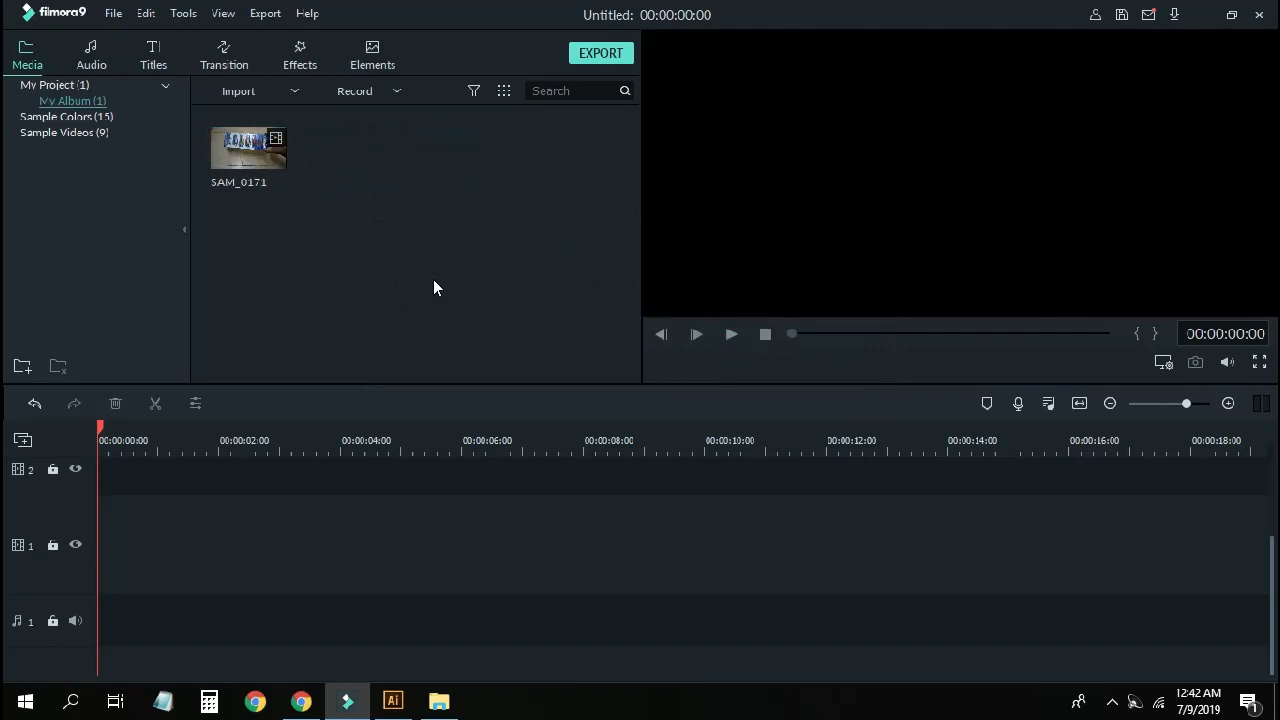 filmora9 File Edit Tools View Export Help Untitled: 00:00:00:00
Media Audio Titles Transition Effects Elements EXPORT
My Project (1)
My Album (1)
Sample Colors (15)
Sample Videos (9)
Import Record Search
SAM_0171
00:00:00:00
00:00:00:00 00:00:02:00 00:00:04:00 00:00:06:00 00:00:08:00 00:00:10:00 00:00:12:00 00:00:14:00 00:00:16:00 00:00:18:00
2
1
1
Ai
12:42 AM
7/9/2019
1